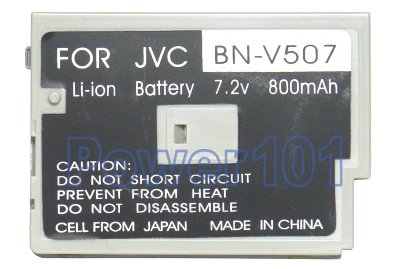 FOR JVC BN-V507
Li-ion Battery 7.2v 800mAh
Power101
CAUTION:
DO NOT SHORT CIRCUIT
PREVENT FROM HEAT
DO NOT DISASSEMBLE
CELL FROM JAPAN MADE IN CHINA